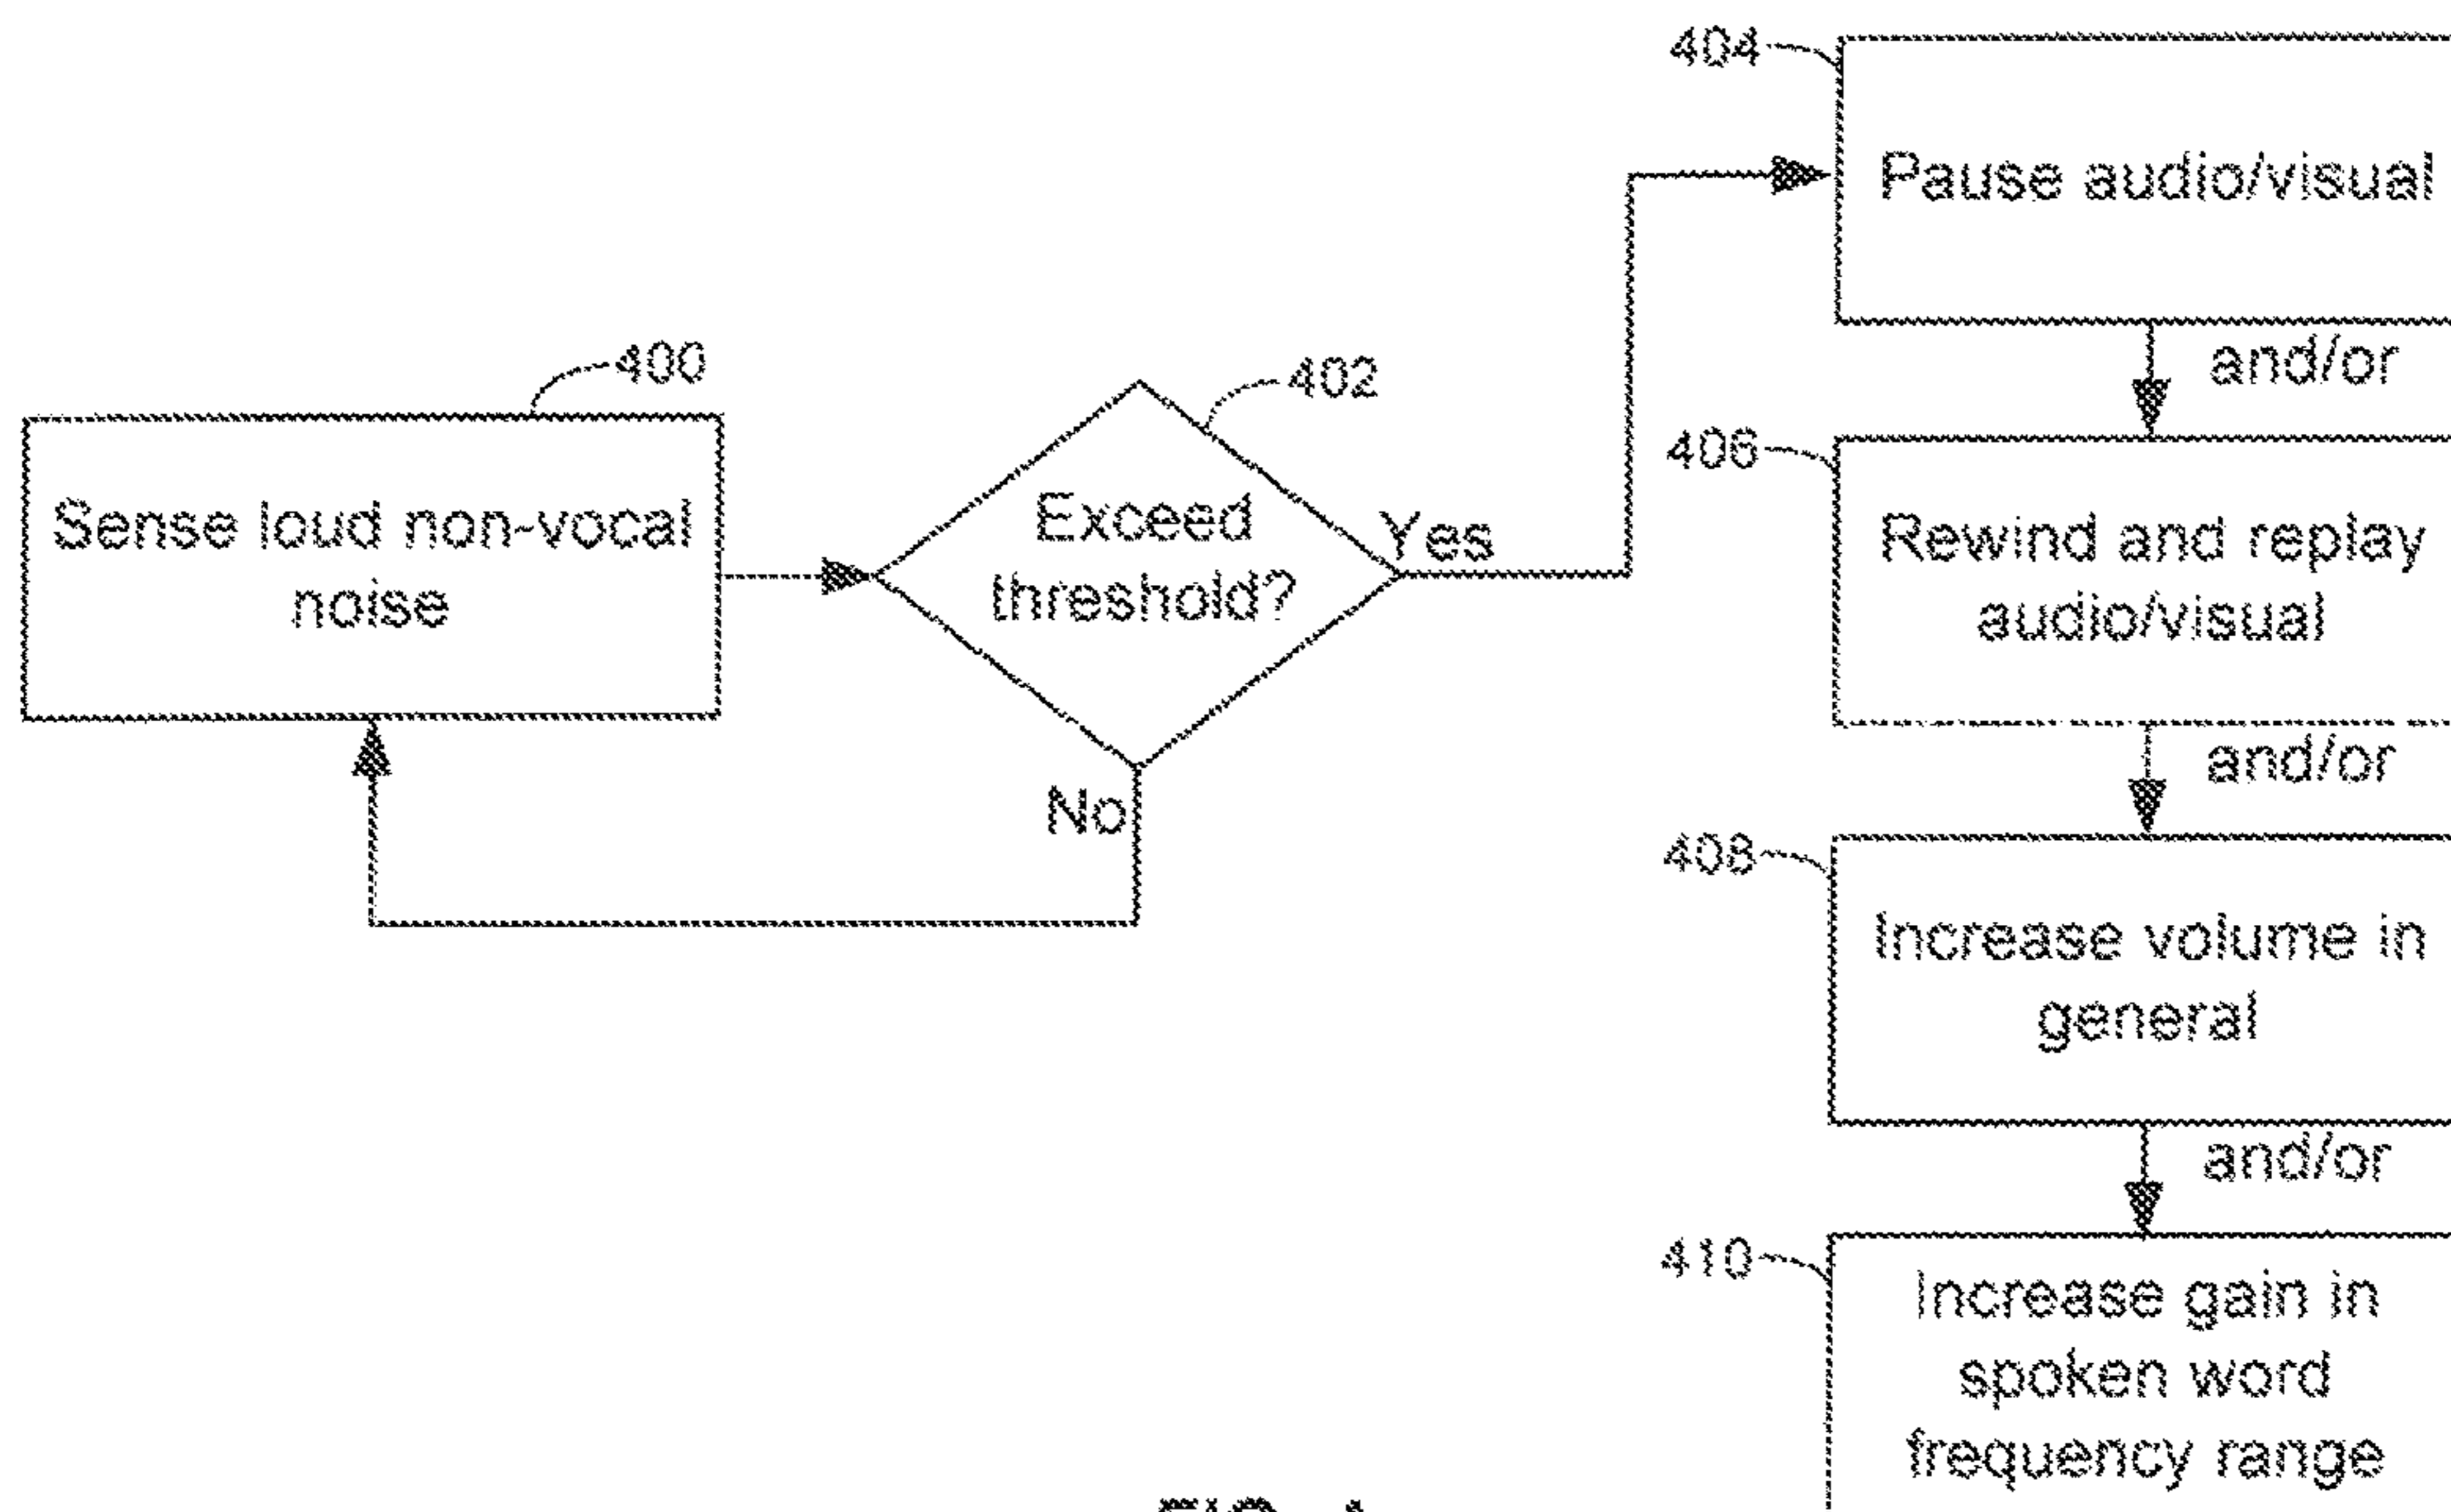 400
Sense loud non-vocal
noise
402
Exceed
threshold?
Yes
No
404
Pause audio/visual
and/or
406
Rewind and replay
audio/visual
and/or
408
Increase volume in
general
and/or
410
Increase gain in
spoken word
frequency range